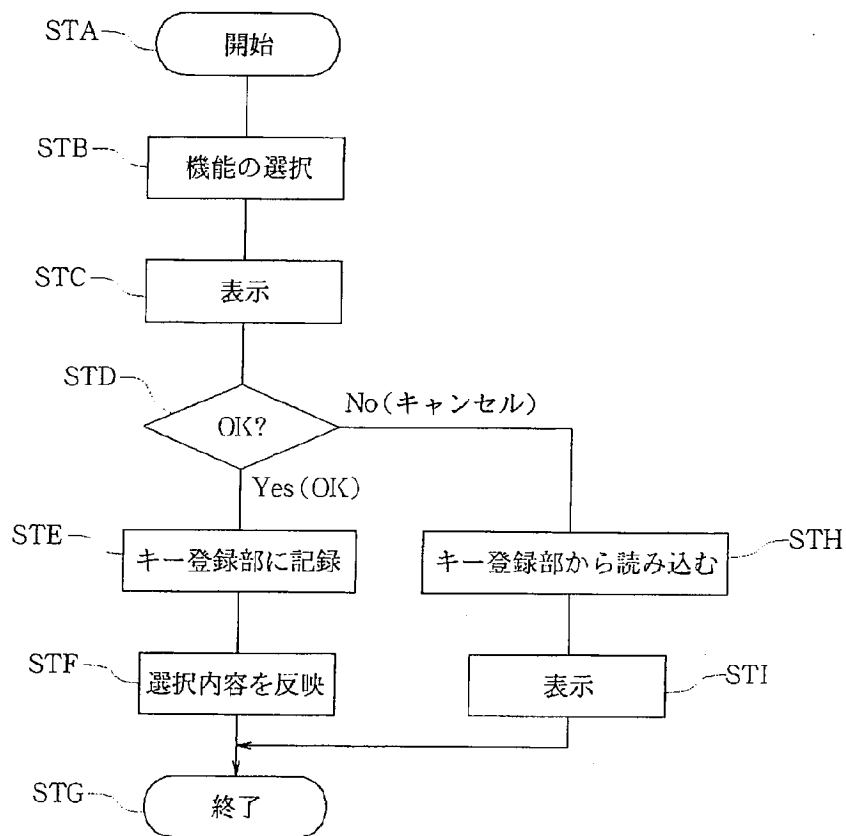 STA
開始
STB
機能の選択
STC
表示
STD
OK?
No(キャンセル)
Yes(OK)
STE
キー登録部に記録
キー登録部から読み込む
STH
STF
選択内容を反映
表示
STI
STG
終了